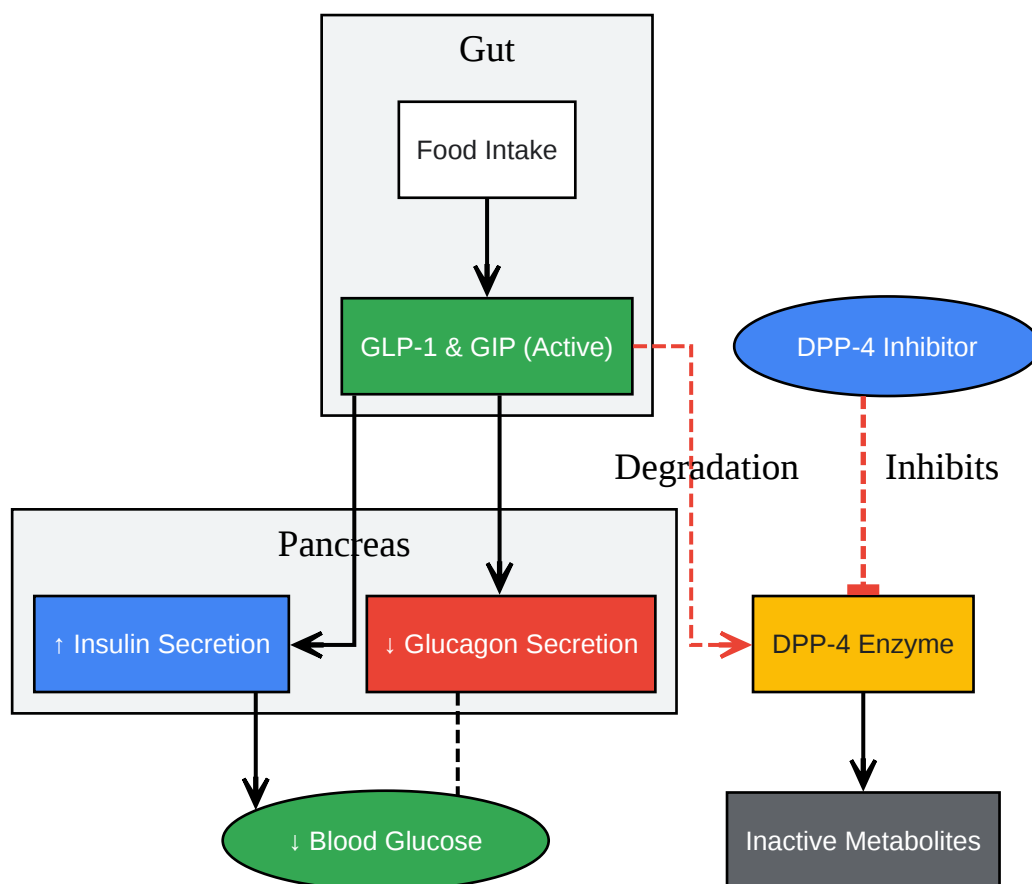 Gut
Food Intake
GLP-1 & GIP (Active)
DPP-4 Inhibitor
Degradation
Inhibits
Pancreas
↑ Insulin Secretion
↓ Glucagon Secretion
DPP-4 Enzyme
↓ Blood Glucose
Inactive Metabolites